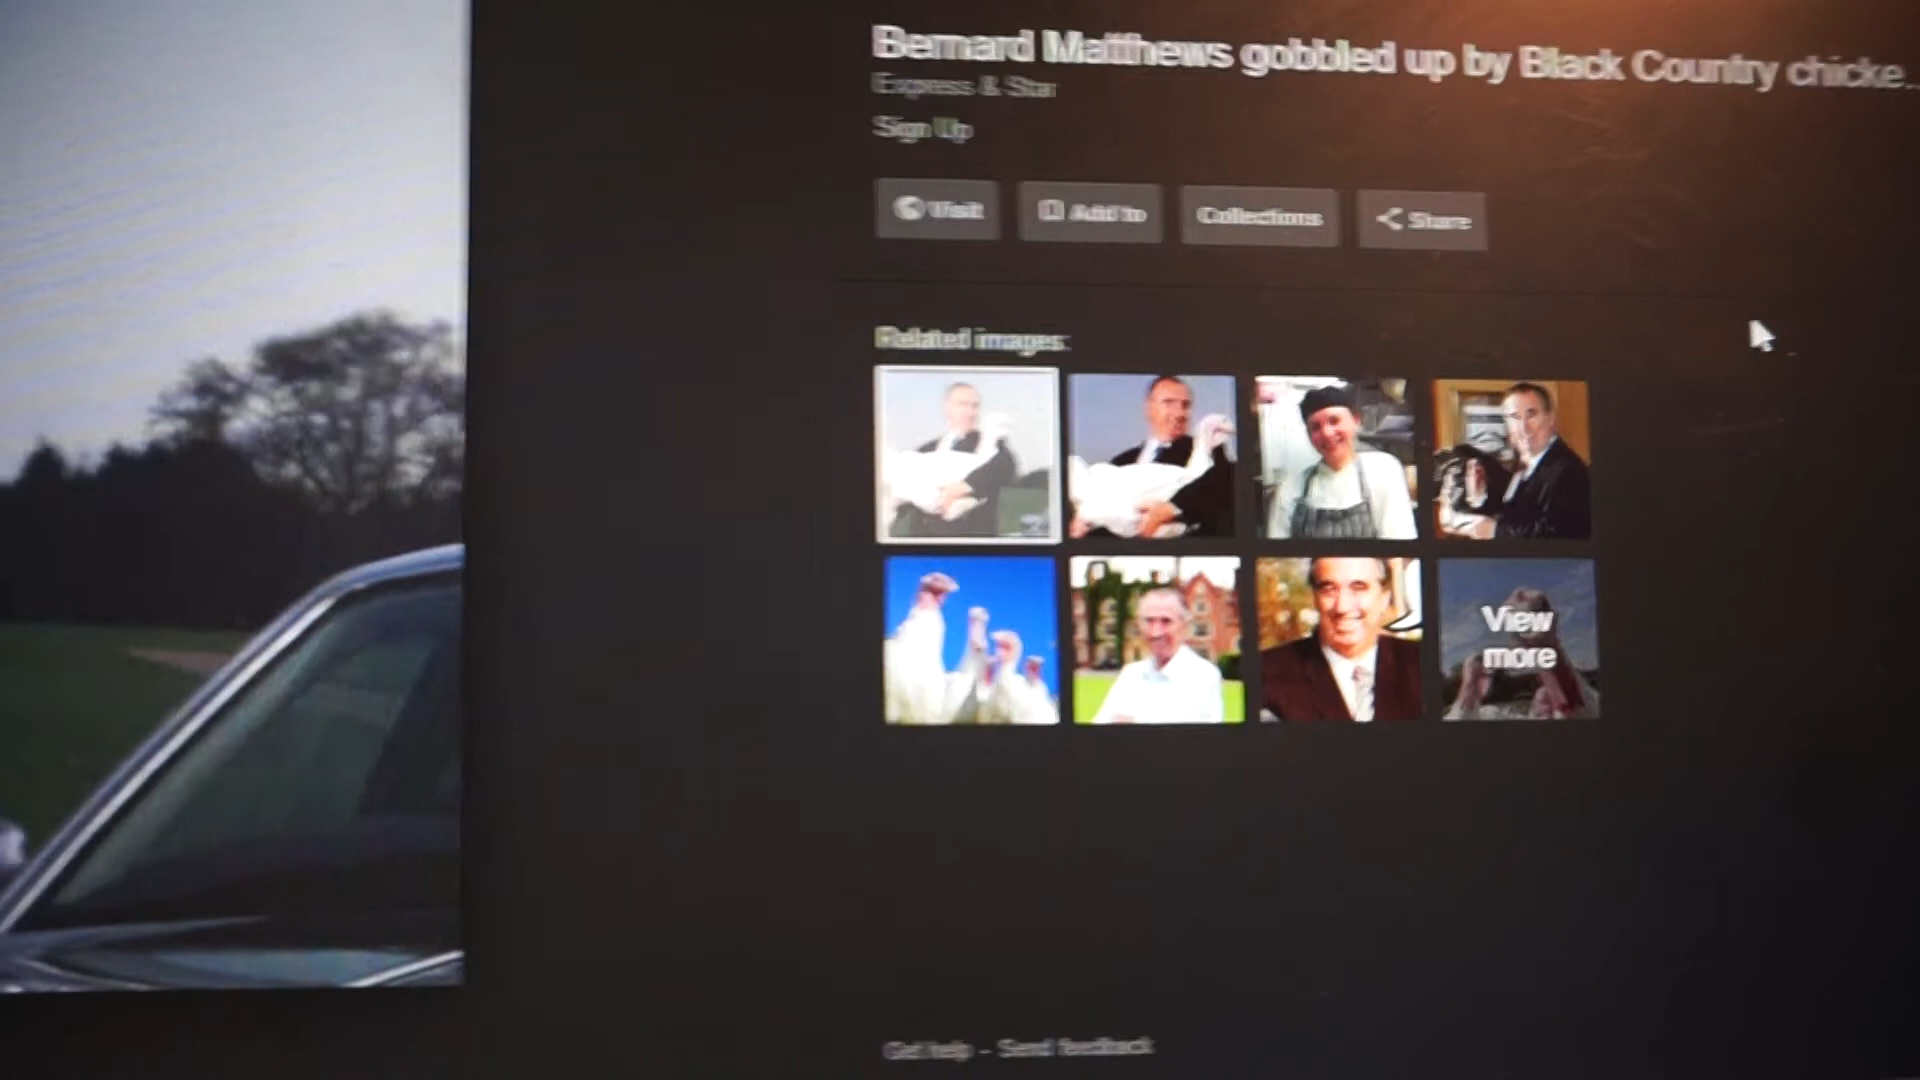 Bernard Matthews gobbled up by Black Country chicke...
Express & Star
Sign Up
Visit
Add to
Collections
Share
Related images:
View
more
Get help - Send feedback